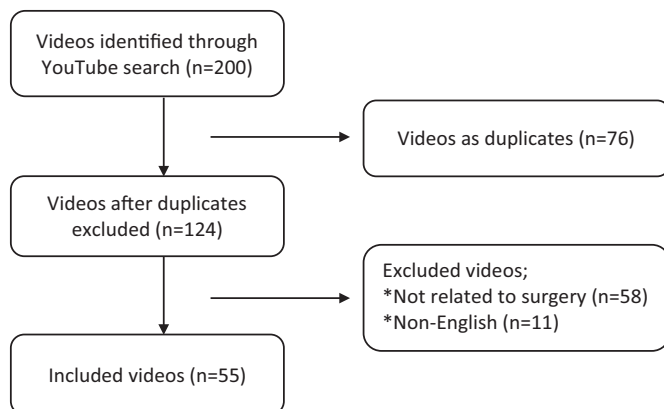 Videos identified through
YouTube search (n=200)
Videos as duplicates (n=76)
Videos after duplicates
excluded (n=124)
Excluded videos;
*Not related to surgery (n=58)
*Non-English (n=11)
Included videos (n=55)